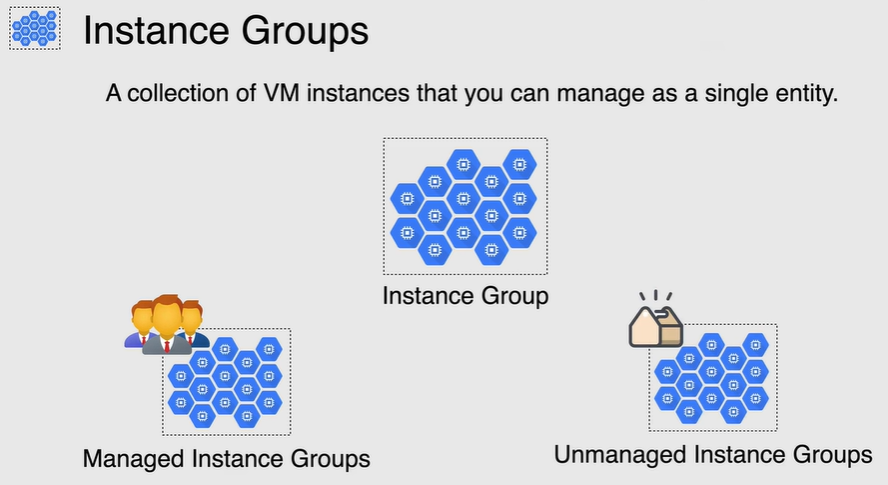 Instance Groups
A collection of VM instances that you can manage as a single entity.
Instance Group
Managed Instance Groups
Unmanaged Instance Groups